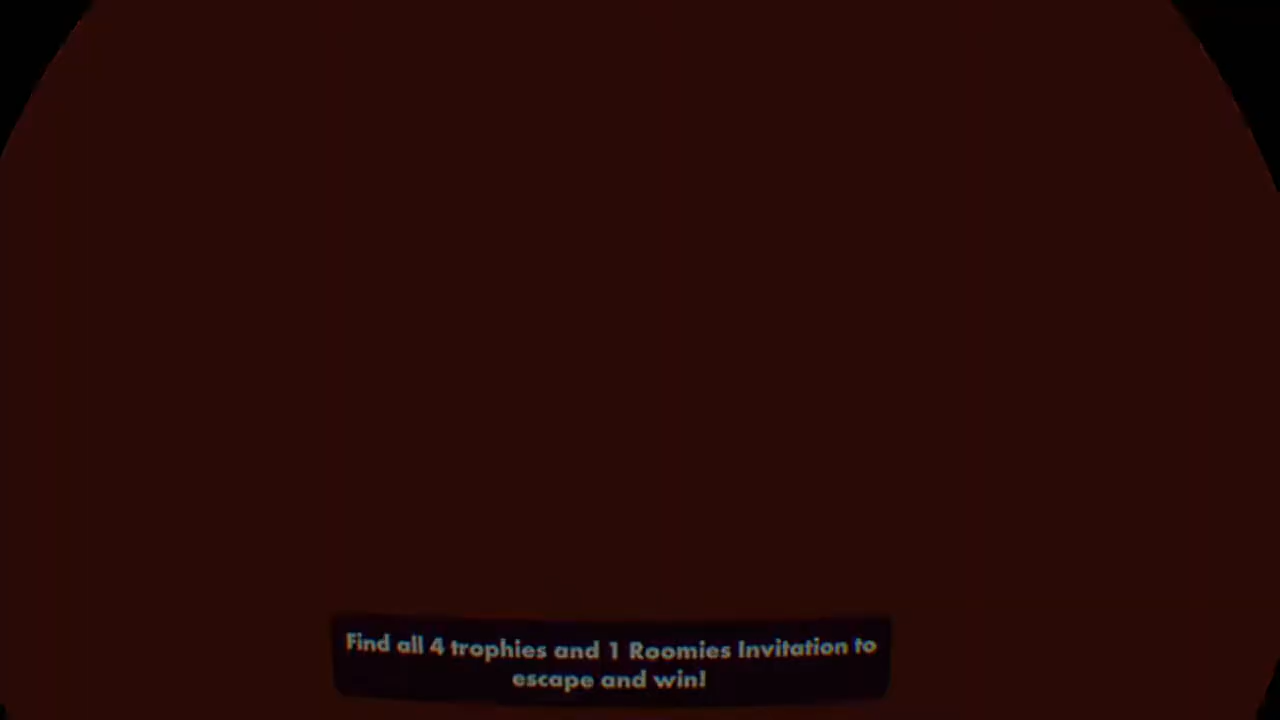 Find all 4 trophies and 1 Roomies Invitation to
escape and win!